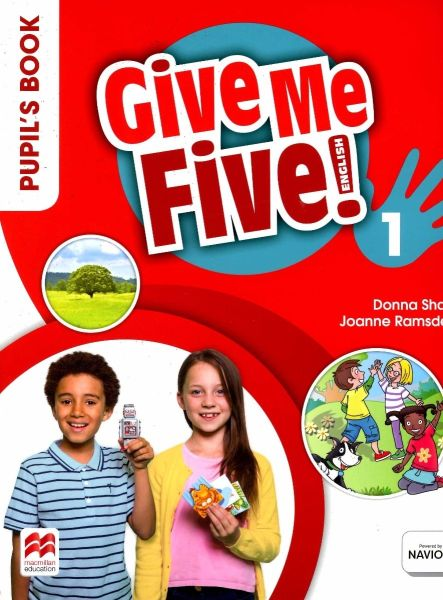 PUPIL'S BOOK
Give Me
Five!
ENGLISH
1
Donna Sha
Joanne Ramsde
Powered by
NAVIO
macmillan
education